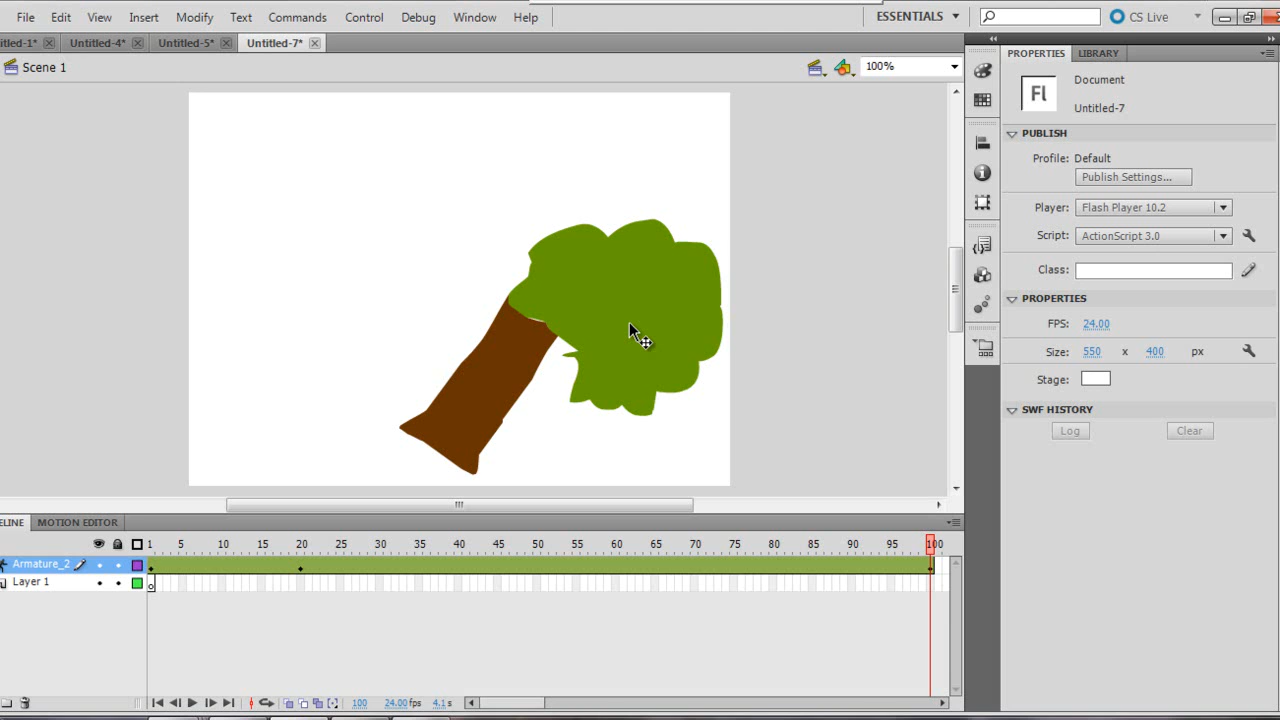 File Edit View Insert Modify Text Commands Control Debug Window Help ESSENTIALS CS Live
itled-1* Untitled-4* Untitled-5* Untitled-7*
Scene 1 100%
PROPERTIES LIBRARY
Fl
Document
Untitled-7
PUBLISH
Profile: Default
Publish Settings...
Player: Flash Player 10.2
Script: ActionScript 3.0
Class:
PROPERTIES
FPS: 24.00
Size: 550 x 400 px
Stage:
SWF HISTORY
Log Clear
ELINE MOTION EDITOR
1 5 10 15 20 25 30 35 40 45 50 55 60 65 70 75 80 85 90 95 100
Armature_2
Layer 1
100 24.00 fps 4.1 s